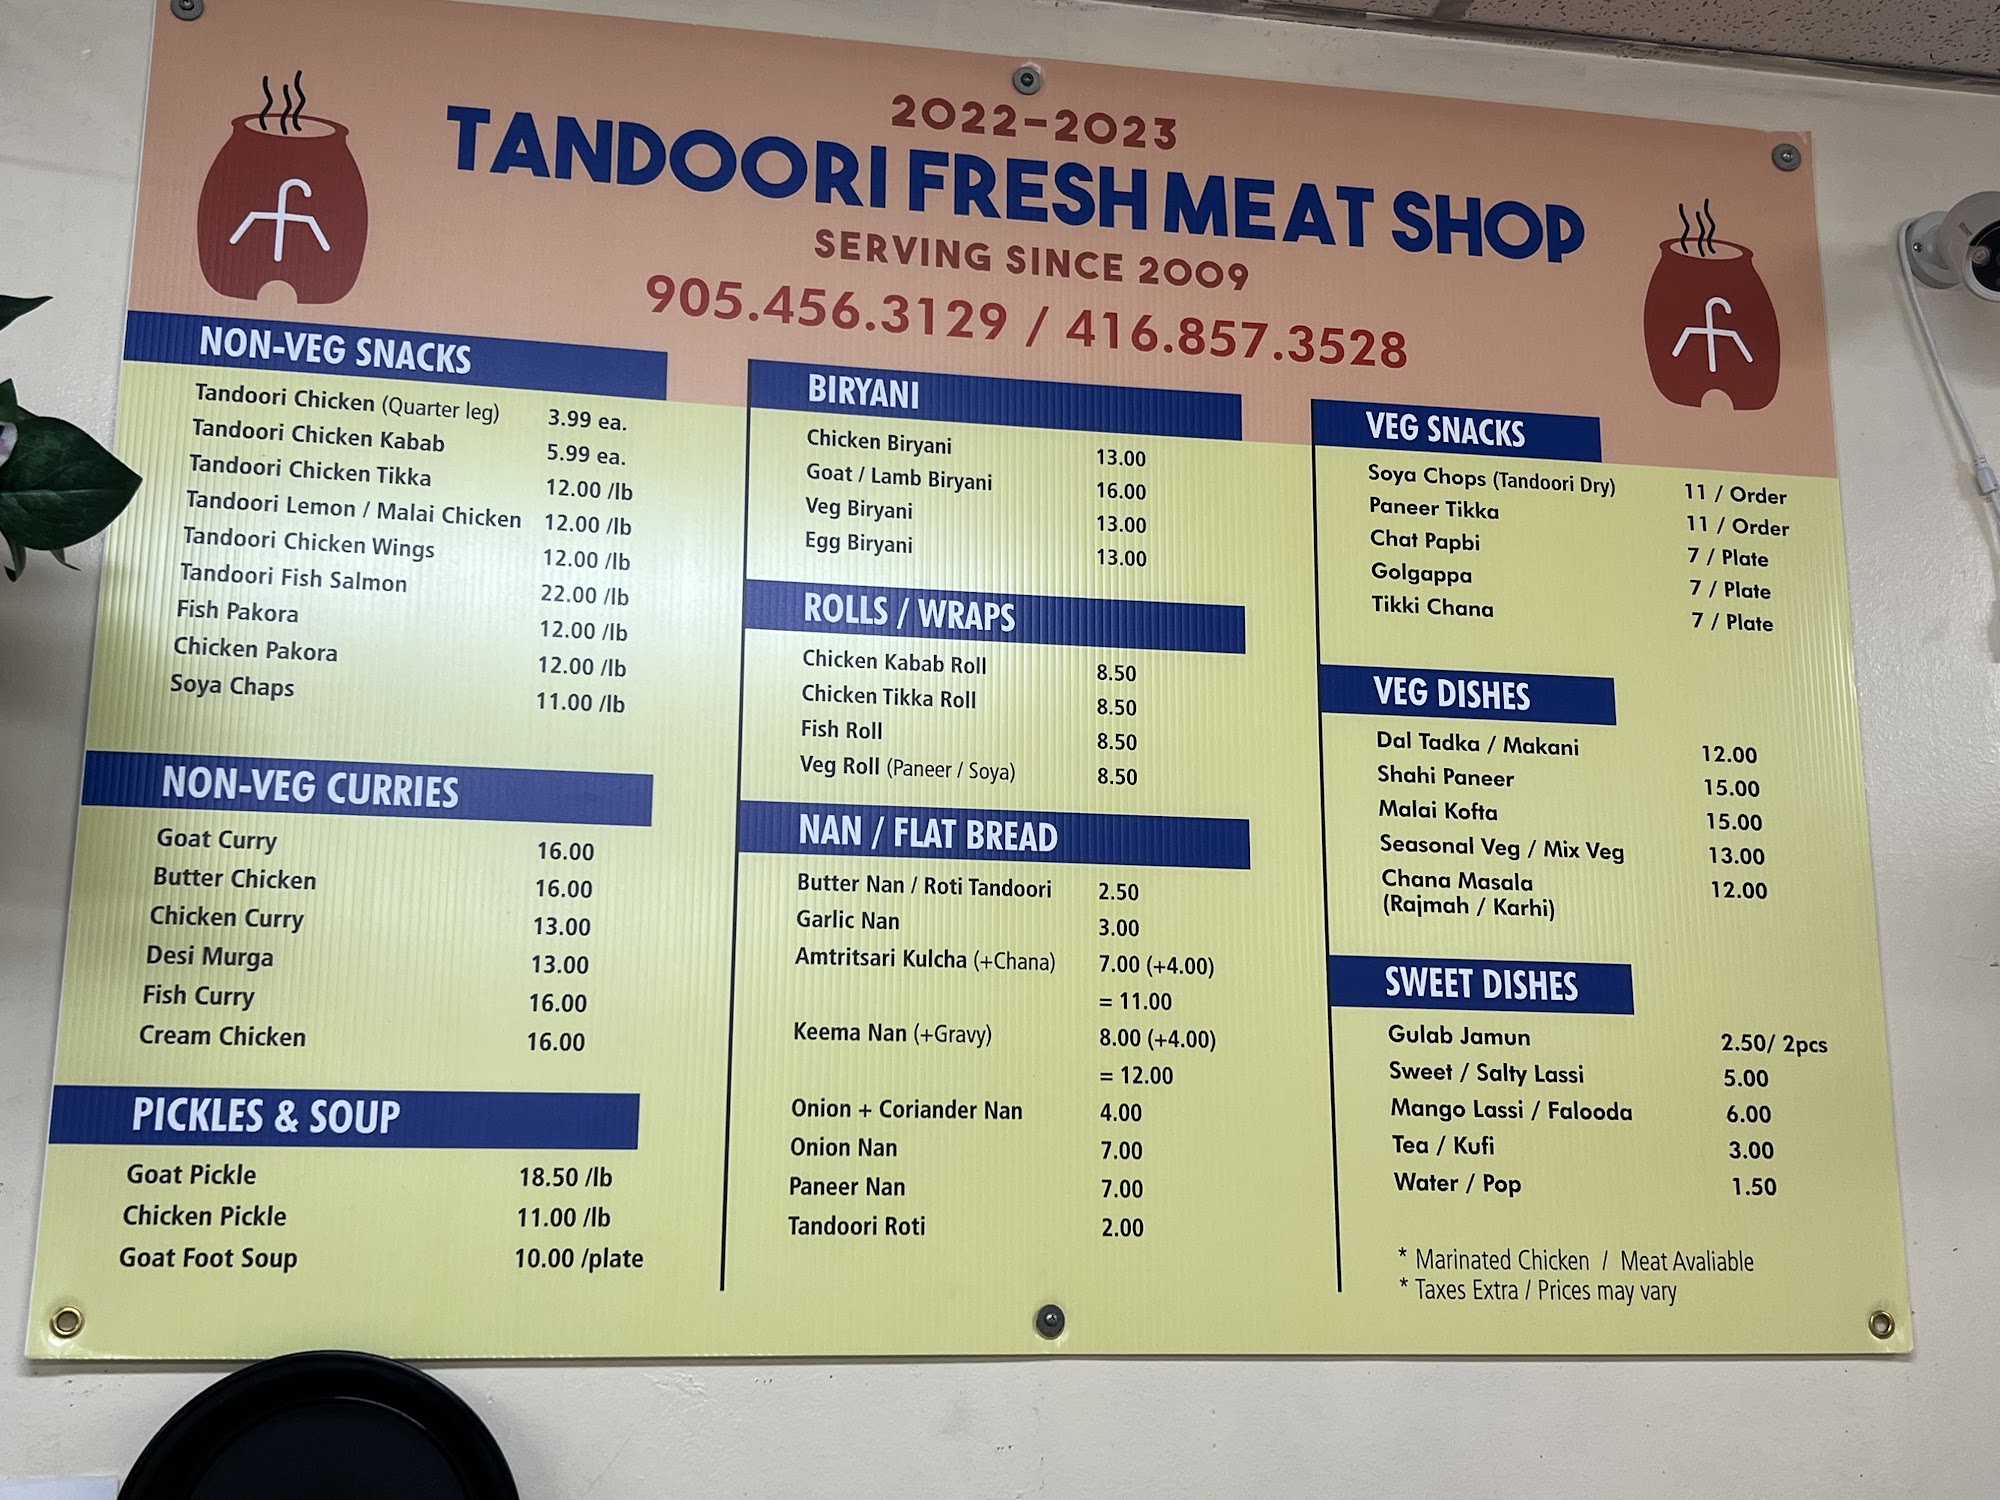 2022-2023
TANDOORI FRESH MEAT SHOP
SERVING SINCE 2009
905.456.3129 / 416.857.3528
NON-VEG SNACKS
Tandoori Chicken (Quarter leg) 3.99 ea.
Tandoori Chicken Kabab 5.99 ea.
Tandoori Chicken Tikka 12.00 /lb
Tandoori Lemon / Malai Chicken 12.00 /lb
Tandoori Chicken Wings 12.00 /lb
Tandoori Fish Salmon 22.00 /lb
Fish Pakora 12.00 /lb
Chicken Pakora 12.00 /lb
Soya Chaps 11.00 /lb
NON-VEG CURRIES
Goat Curry 16.00
Butter Chicken 16.00
Chicken Curry 13.00
Desi Murga 13.00
Fish Curry 16.00
Cream Chicken 16.00
PICKLES & SOUP
Goat Pickle 18.50 /lb
Chicken Pickle 11.00 /lb
Goat Foot Soup 10.00 /plate
BIRYANI
Chicken Biryani 13.00
Goat / Lamb Biryani 16.00
Veg Biryani 13.00
Egg Biryani 13.00
ROLLS / WRAPS
Chicken Kabab Roll 8.50
Chicken Tikka Roll 8.50
Fish Roll 8.50
Veg Roll (Paneer / Soya) 8.50
NAN / FLAT BREAD
Butter Nan / Roti Tandoori 2.50
Garlic Nan 3.00
Amtritsari Kulcha (+Chana) 7.00 (+4.00)
= 11.00
Keema Nan (+Gravy) 8.00 (+4.00)
= 12.00
Onion + Coriander Nan 4.00
Onion Nan 7.00
Paneer Nan 7.00
Tandoori Roti 2.00
VEG SNACKS
Soya Chops (Tandoori Dry) 11 / Order
Paneer Tikka 11 / Order
Chat Papbi 7 / Plate
Golgappa 7 / Plate
Tikki Chana 7 / Plate
VEG DISHES
Dal Tadka / Makani 12.00
Shahi Paneer 15.00
Malai Kofta 15.00
Seasonal Veg / Mix Veg 13.00
Chana Masala 12.00
(Rajmah / Karhi)
SWEET DISHES
Gulab Jamun 2.50/ 2pcs
Sweet / Salty Lassi 5.00
Mango Lassi / Falooda 6.00
Tea / Kufi 3.00
Water / Pop 1.50
* Marinated Chicken / Meat Avaliable
* Taxes Extra / Prices may vary